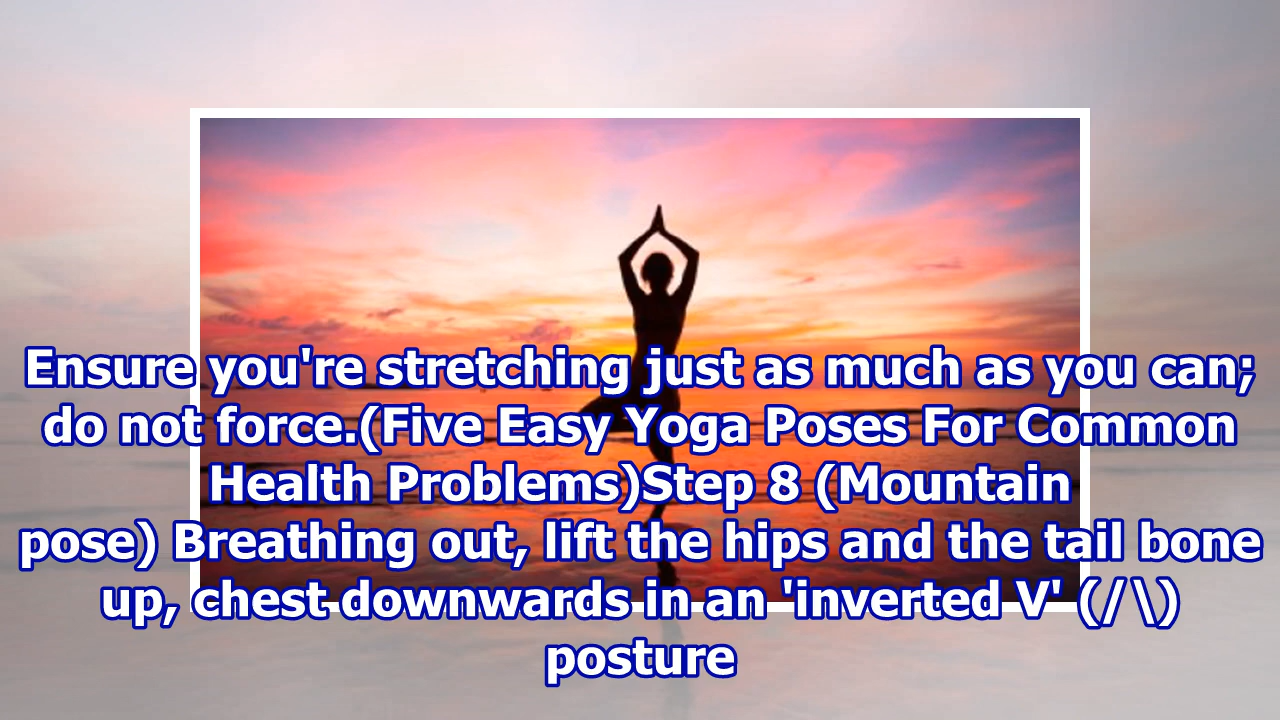 Ensure you're stretching just as much as you can;
do not force.(Five Easy Yoga Poses For Common
Health Problems)Step 8 (Mountain
pose) Breathing out, lift the hips and the tail bone
up, chest downwards in an 'inverted V' (/\)
posture